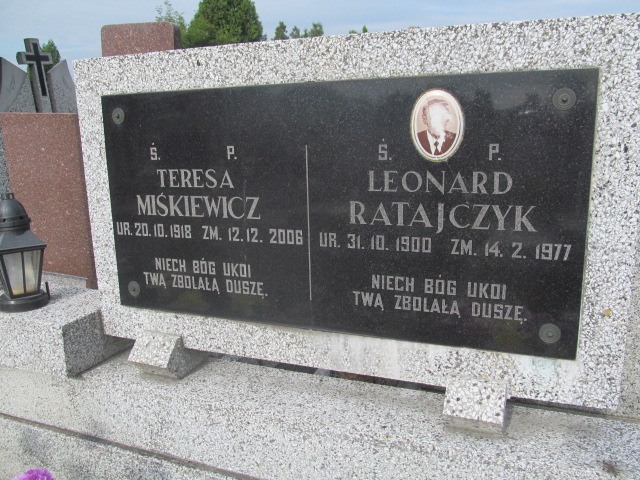 Ś. P.
TERESA
MIŚKIEWICZ
UR. 20.10.1918 ZM. 12.12.2006
NIECH BÓG UKOI
TWĄ ZBOLAŁĄ DUSZĘ.
Ś. P.
LEONARD
RATAJCZYK
UR. 31.10.1900 ZM. 14.2.1977
NIECH BÓG UKOI
TWĄ ZBOLAŁĄ DUSZĘ.